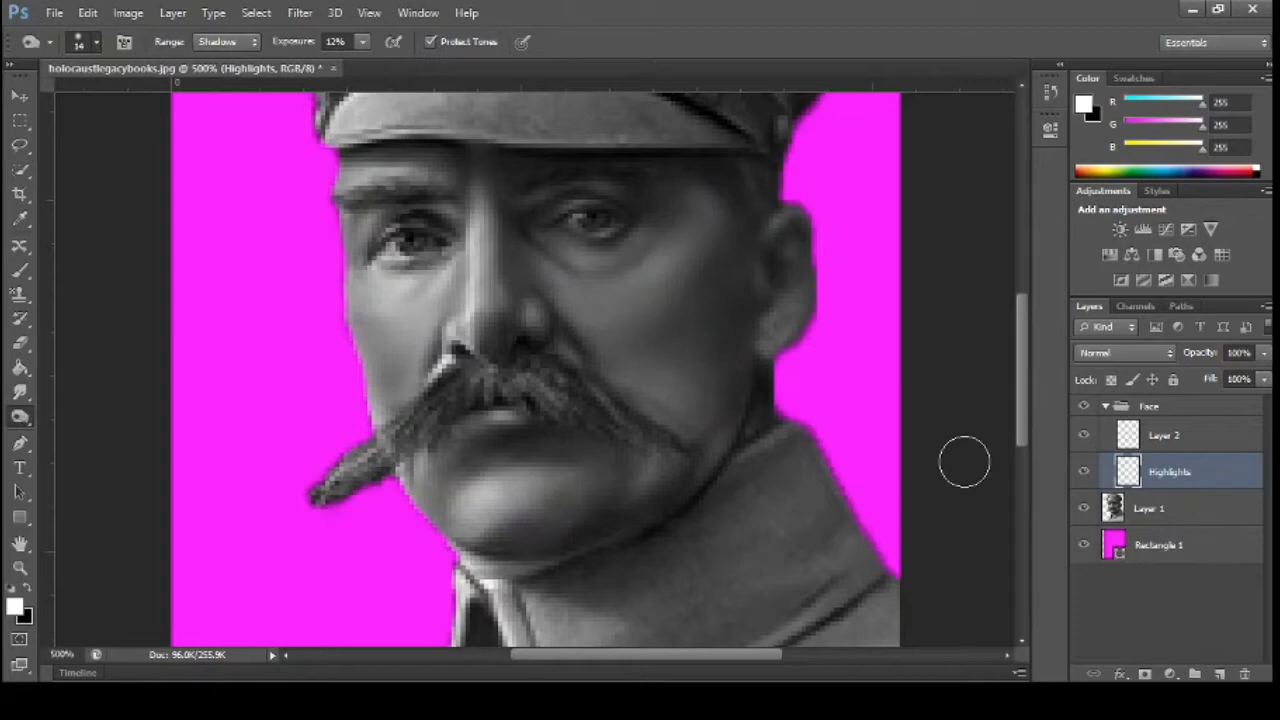 Ps File Edit Image Layer Type Select Filter 3D View Window Help
14 Range: Shadows Exposure: 12% Protect Tones Essentials
holocaustlegacybooks.jpg @ 500% (Highlights, RGB/8) * ×
0
Color Swatches
R 255
G 255
B 255
Adjustments Styles
Add an adjustment
Layers Channels Paths
Kind
Normal Opacity: 100%
Lock: Fill: 100%
Face
Layer 2
Highlights
Layer 1
Rectangle 1
500% Doc: 96.0K/255.9K
Timeline